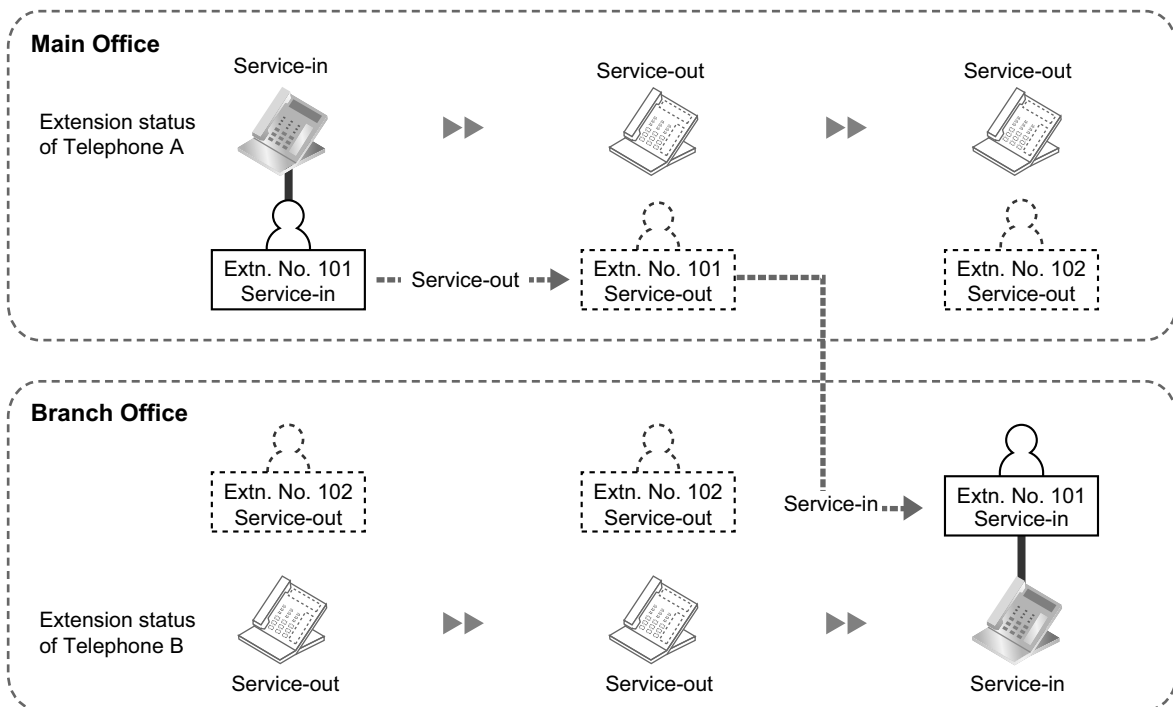 Main Office
Service-in
Service-out
Service-out
Extension status
of Telephone A
Extn. No. 101
Service-in
Service-out
Extn. No. 101
Service-out
Extn. No. 102
Service-out
Branch Office
Extn. No. 102
Service-out
Extn. No. 102
Service-out
Service-in
Extn. No. 101
Service-in
Extension status
of Telephone B
Service-out
Service-out
Service-in